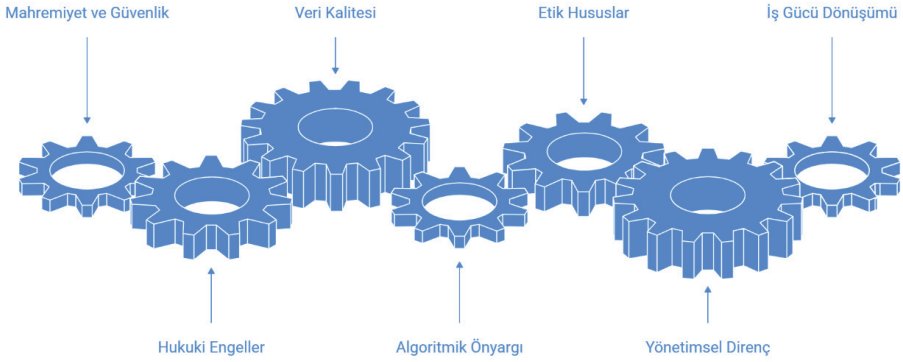 Mahremiyet ve Güvenlik
Veri Kalitesi
Etik Hususlar
İş Gücü Dönüşümü
Hukuki Engeller
Algoritmik Önyargı
Yönetimsel Direnç